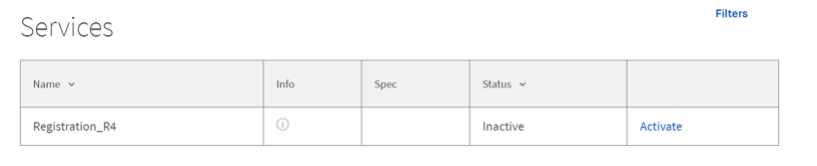 Filters
Services
Name Info Spec Status
Registration_R4 Inactive Activate